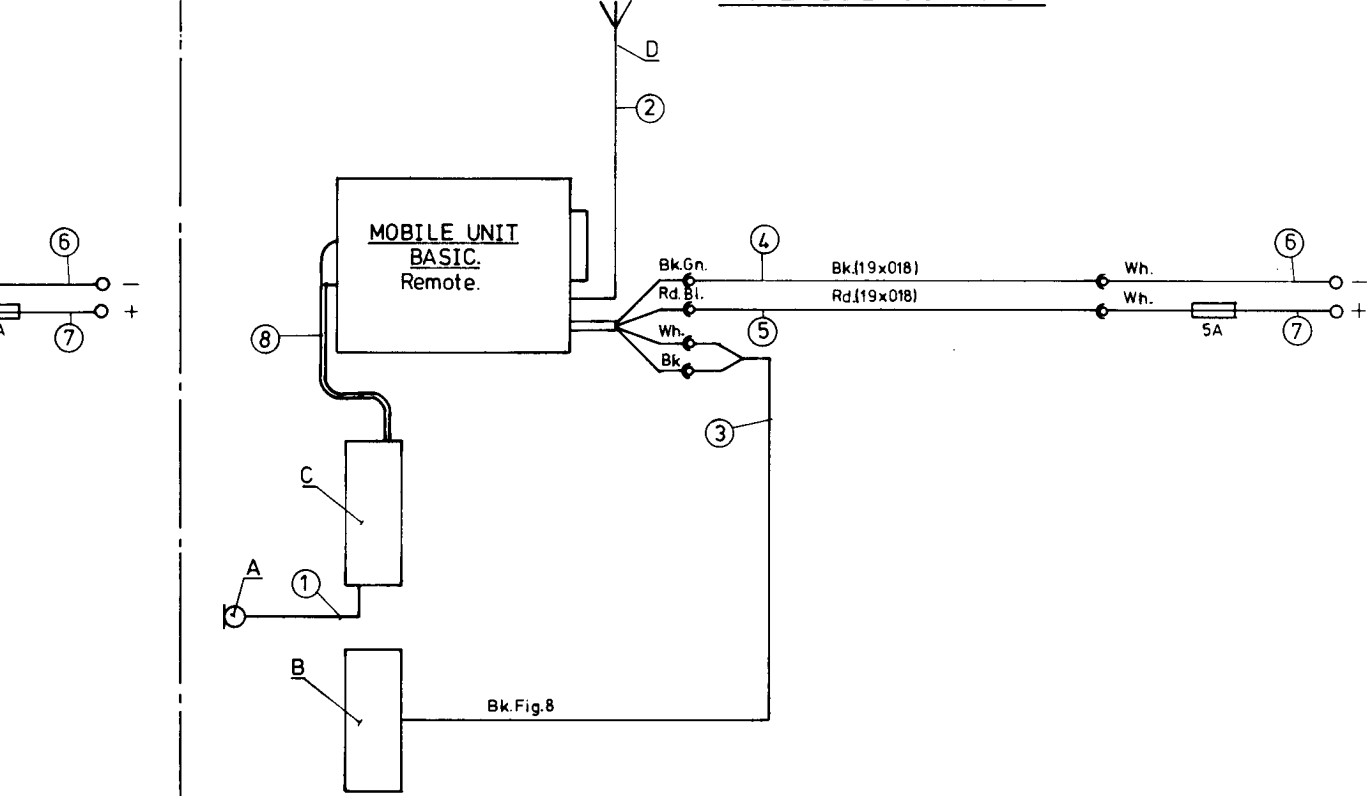 D
2
6
−
+
7
A
MOBILE UNIT
BASIC.
Remote.
8
Bk.Gn.
4
Bk.(19x018)
Wh.
6
−
Rd.Bl.
5
Rd.(19x018)
Wh.
5A
7
+
Wh.
Bk
3
C
A
1
B
Bk.Fig.8